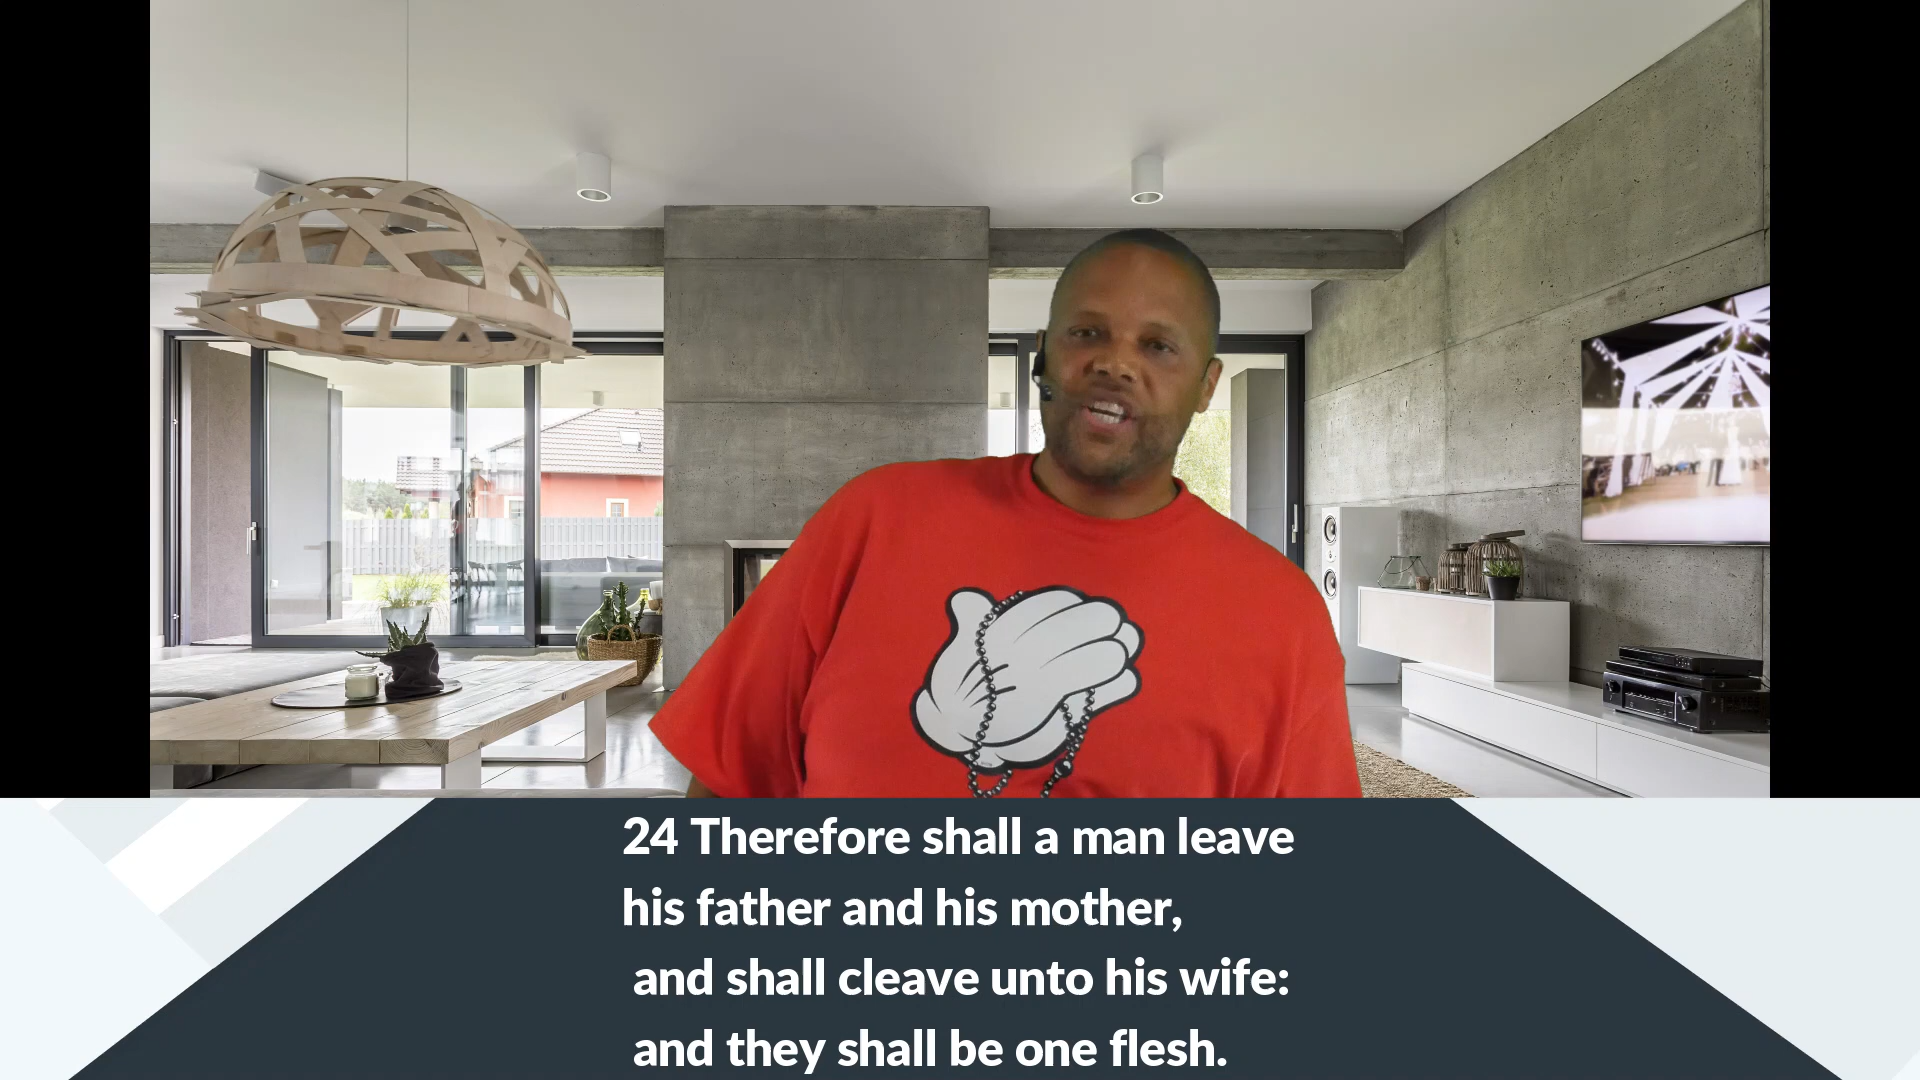 24 Therefore shall a man leave
his father and his mother,
and shall cleave unto his wife:
and they shall be one flesh.